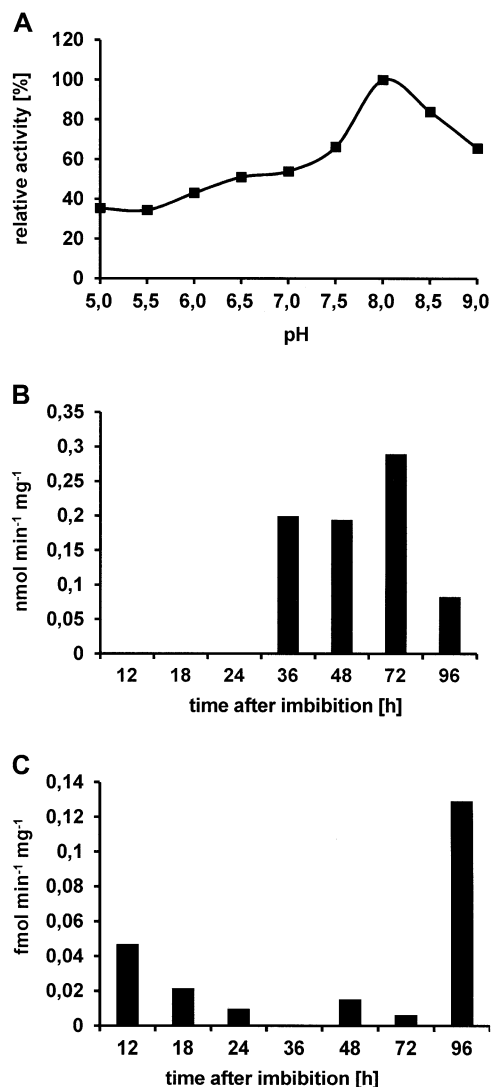 A
relative activity [%]
120
100
80
60
40
20
0
5,0 5,5 6,0 6,5 7,0 7,5 8,0 8,5 9,0
pH
B
nmol min-1 mg-1
0,35
0,3
0,25
0,2
0,15
0,1
0,05
0
12 18 24 36 48 72 96
time after imbibition [h]
C
fmol min-1 mg-1
0,14
0,12
0,1
0,08
0,06
0,04
0,02
0
12 18 24 36 48 72 96
time after imbibition [h]